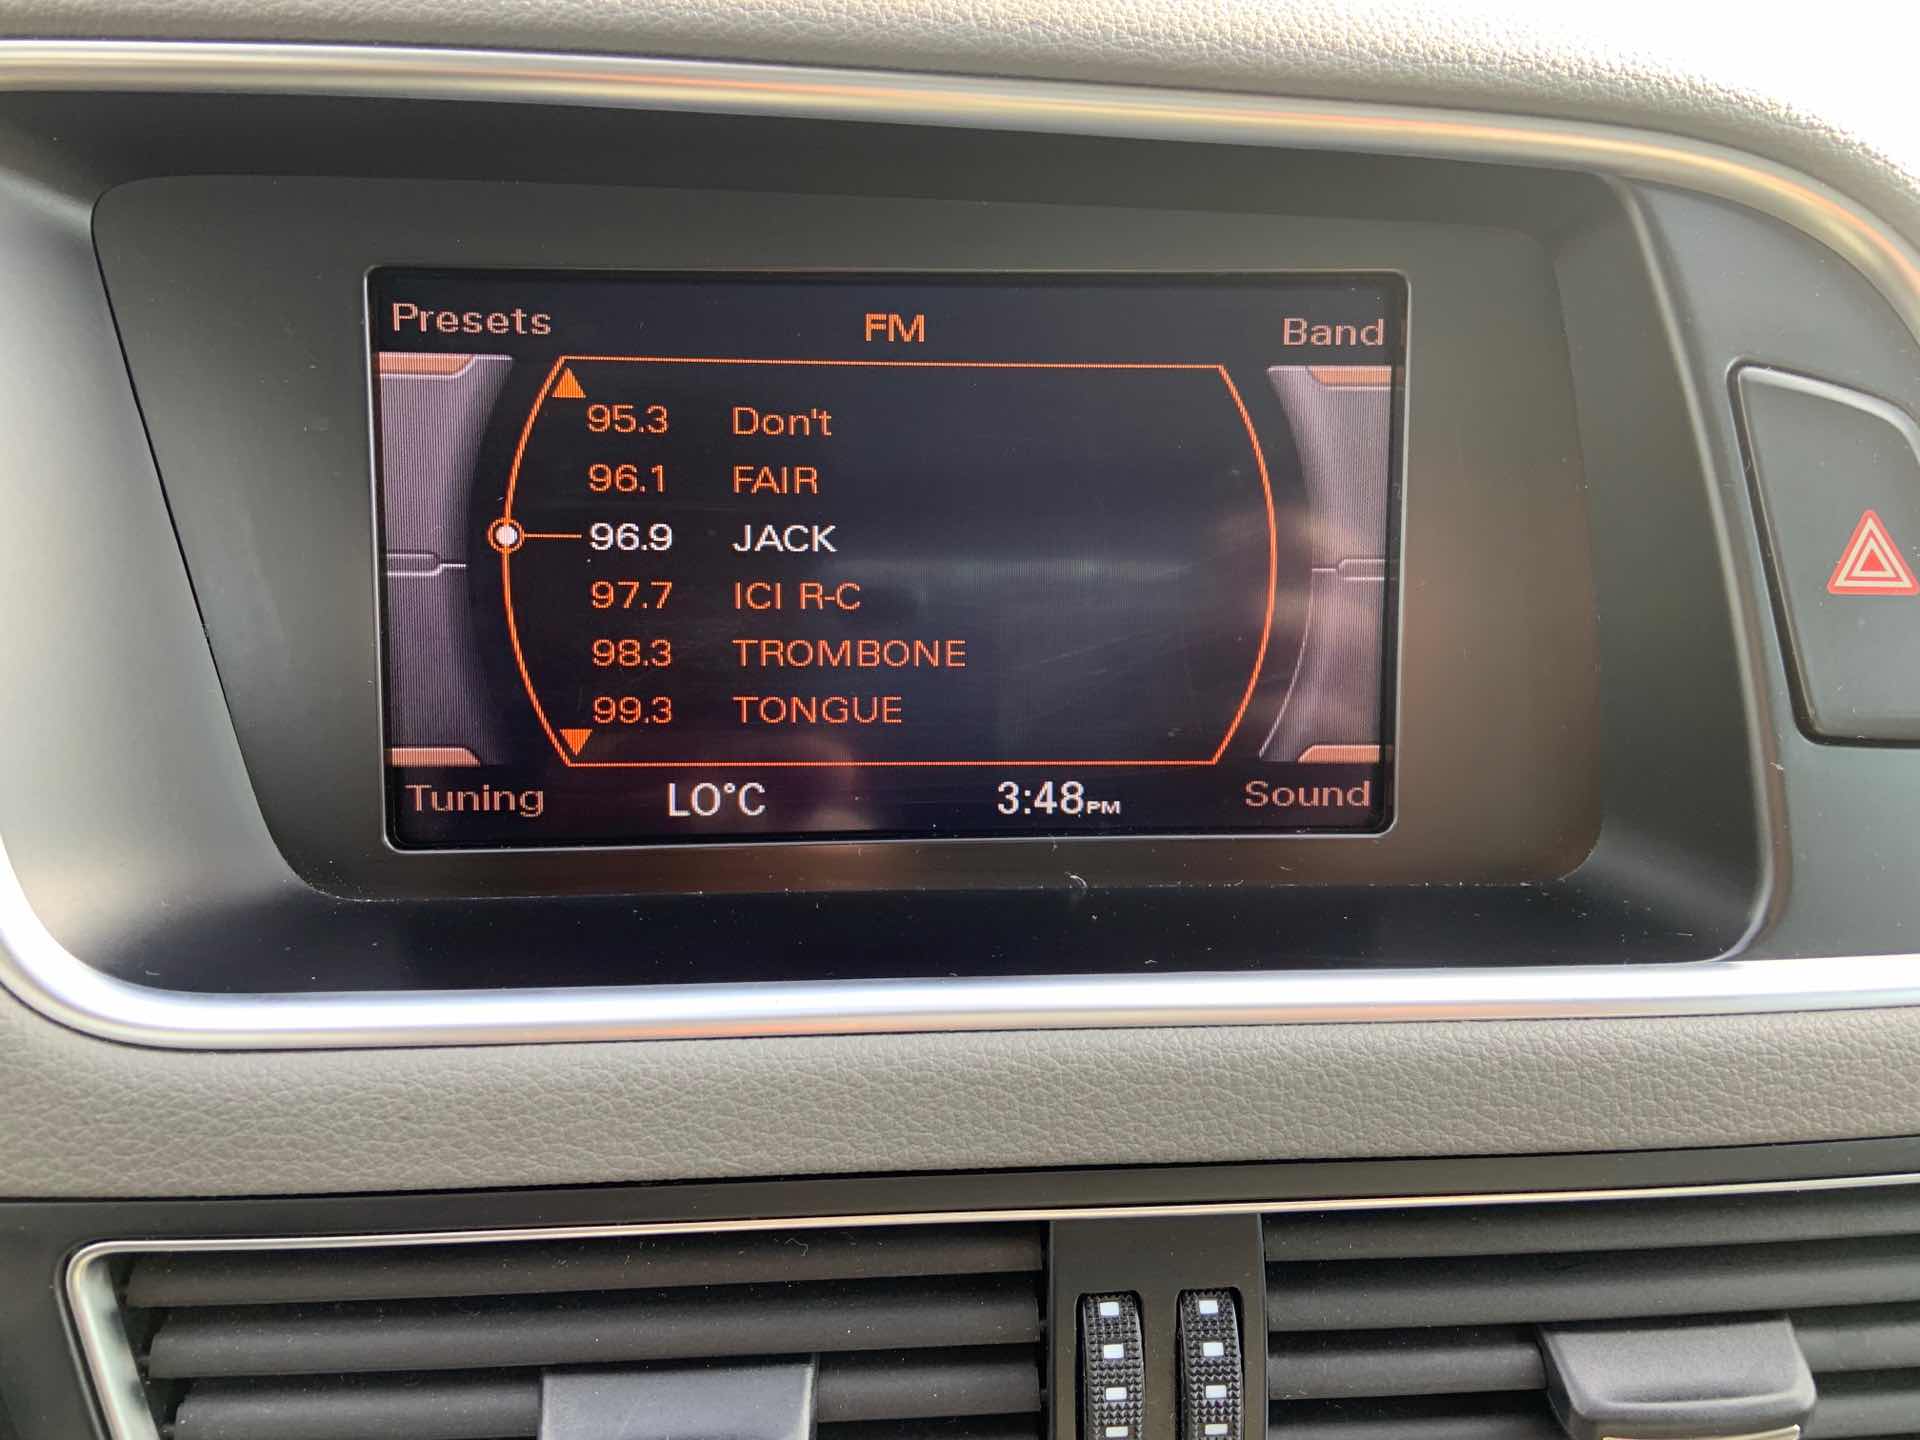 Presets FM Band
95.3 Don't
96.1 FAIR
96.9 JACK
97.7 ICI R-C
98.3 TROMBONE
99.3 TONGUE
Tuning LO°C 3:48PM Sound